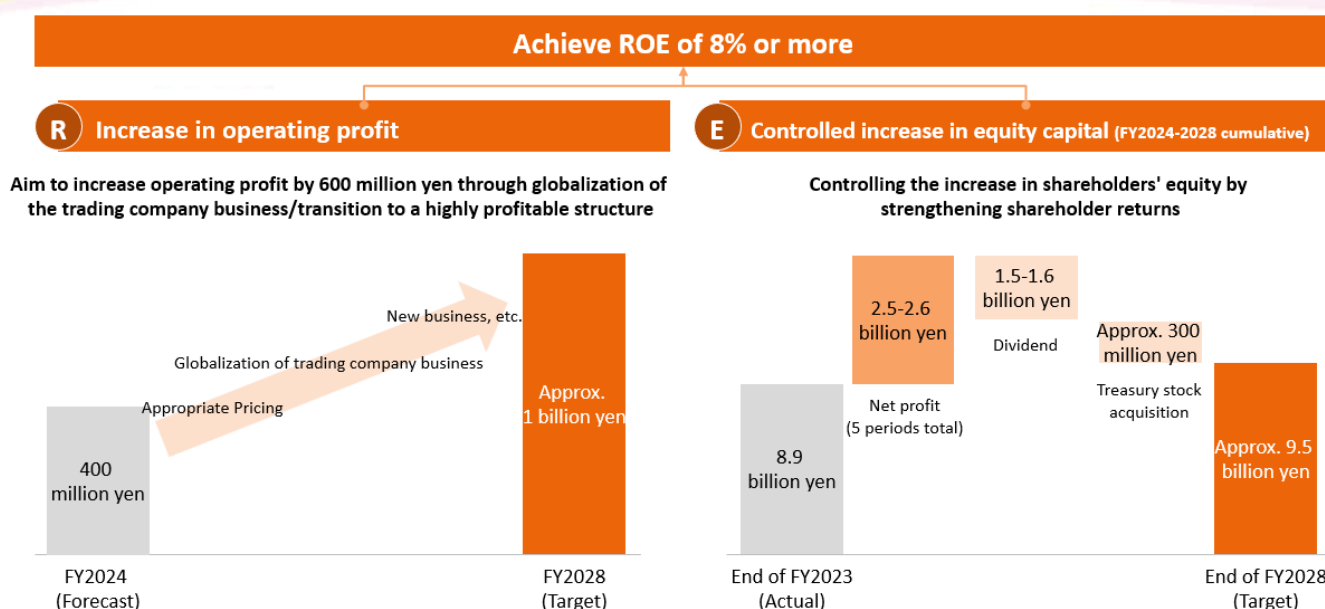 Achieve ROE of 8% or more
R Increase in operating profit
Aim to increase operating profit by 600 million yen through globalization of
the trading company business/transition to a highly profitable structure
New business, etc.
Globalization of trading company business
Appropriate Pricing
400
million yen
Approx.
1 billion yen
FY2024
(Forecast)
FY2028
(Target)
E Controlled increase in equity capital (FY2024-2028 cumulative)
Controlling the increase in shareholders' equity by
strengthening shareholder returns
8.9
billion yen
2.5-2.6
billion yen
Net profit
(5 periods total)
1.5-1.6
billion yen
Dividend
Approx. 300
million yen
Treasury stock
acquisition
Approx. 9.5
billion yen
End of FY2023
(Actual)
End of FY2028
(Target)